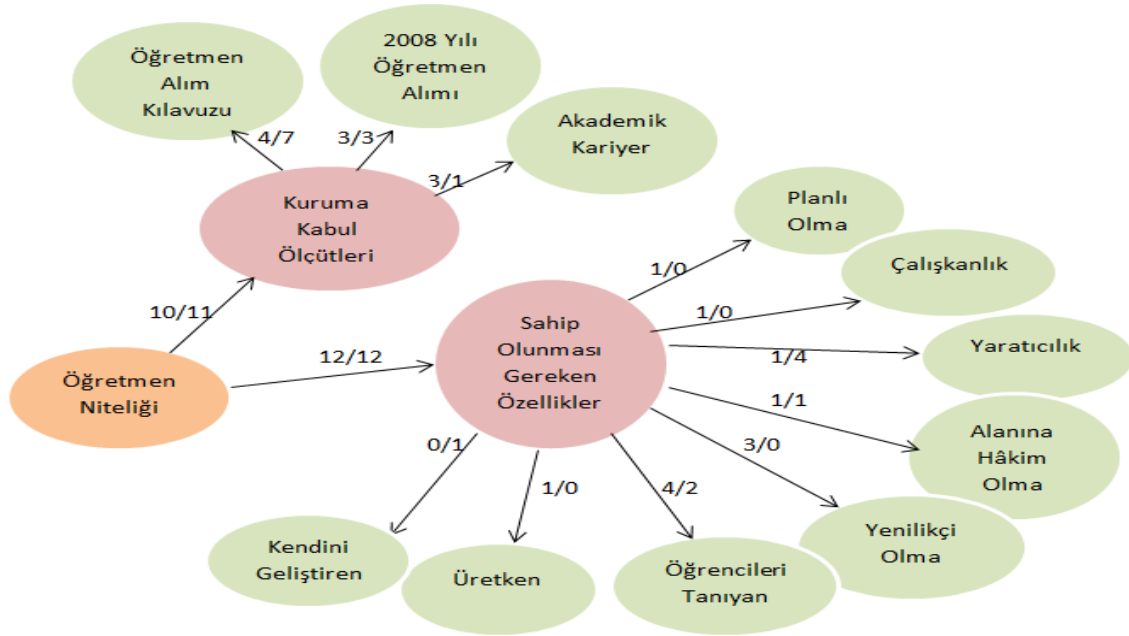 Öğretmen
Alım
Kılavuzu
2008 Yılı
Öğretmen
Alımı
Akademik
Kariyer
4/7
3/3
3/1
Kuruma
Kabul
Ölçütleri
Planlı
Olma
Çalışkanlık
Yaratıcılık
Alanına
Hâkim
Olma
Yenilikçi
Olma
Öğrencileri
Tanıyan
Üretken
Kendini
Geliştiren
1/0
1/0
1/4
1/1
3/0
4/2
1/0
0/1
Sahip
Olunması
Gereken
Özellikler
10/11
12/12
Öğretmen
Niteliği